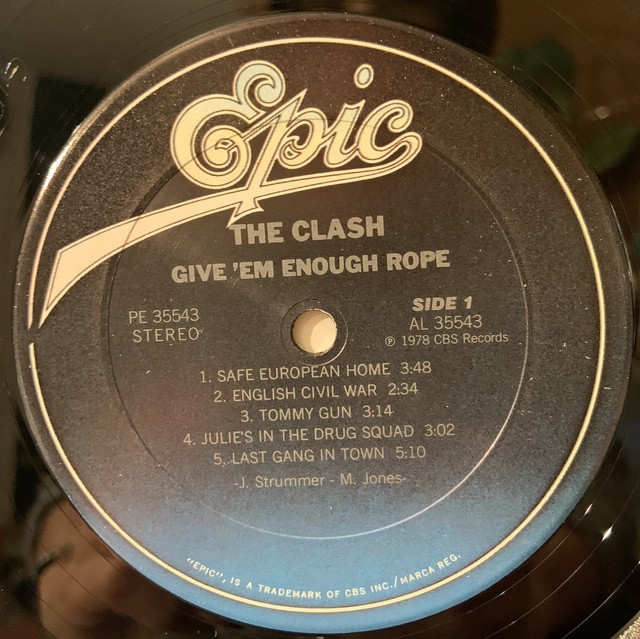 Epic
THE CLASH
GIVE 'EM ENOUGH ROPE
PE 35543
STEREO
SIDE 1
AL 35543
℗ 1978 CBS Records
1. SAFE EUROPEAN HOME 3:48
2. ENGLISH CIVIL WAR 2:34
3. TOMMY GUN 3:14
4. JULIE'S IN THE DRUG SQUAD 3:02
5. LAST GANG IN TOWN 5:10
-J. Strummer - M. Jones-
"EPIC", IS A TRADEMARK OF CBS INC./MARCA REG.